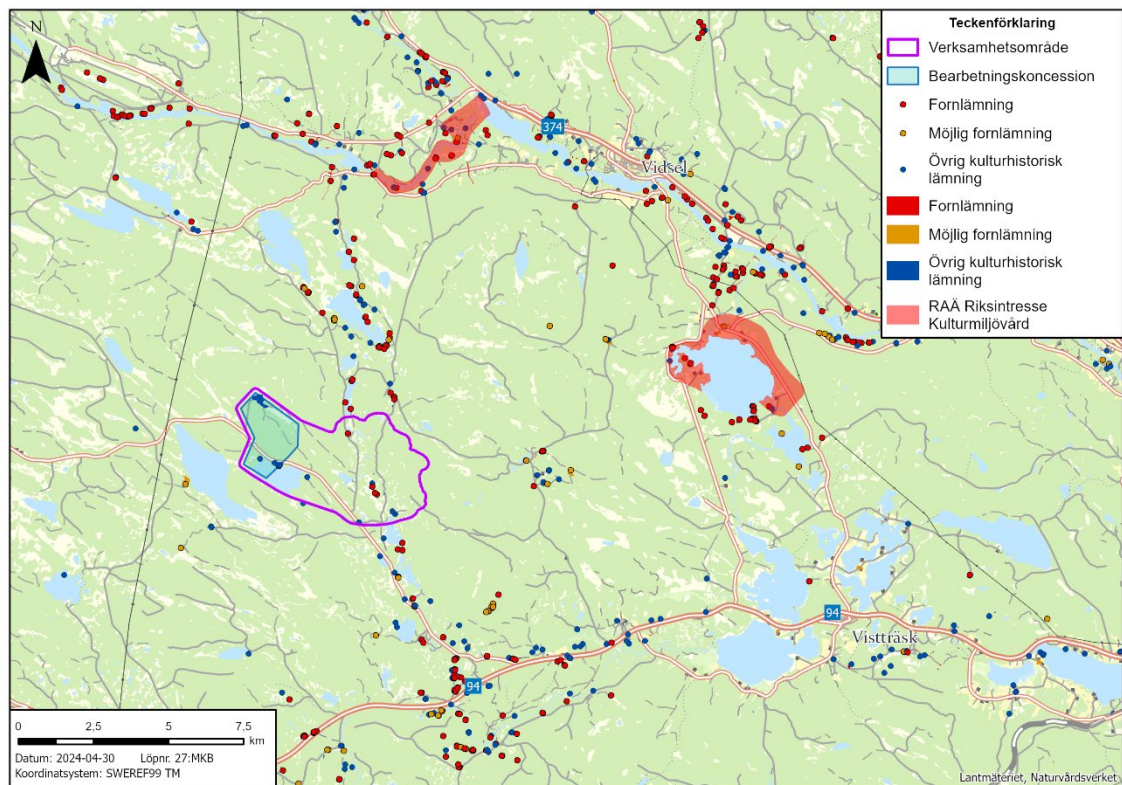 N
374
Vidsel
94
Vistträsk
94
Teckenförklaring
Verksamhetsområde
Bearbetningskoncession
Fornlämning
Möjlig fornlämning
Övrig kulturhistorisk
lämning
Fornlämning
Möjlig fornlämning
Övrig kulturhistorisk
lämning
RAÄ Riksintresse
Kulturmiljövård
0 2,5 5 7,5
km
Datum: 2024-04-30 Löpnr. 27:MKB
Koordinatsystem: SWEREF99 TM
Lantmäteriet, Naturvårdsverket